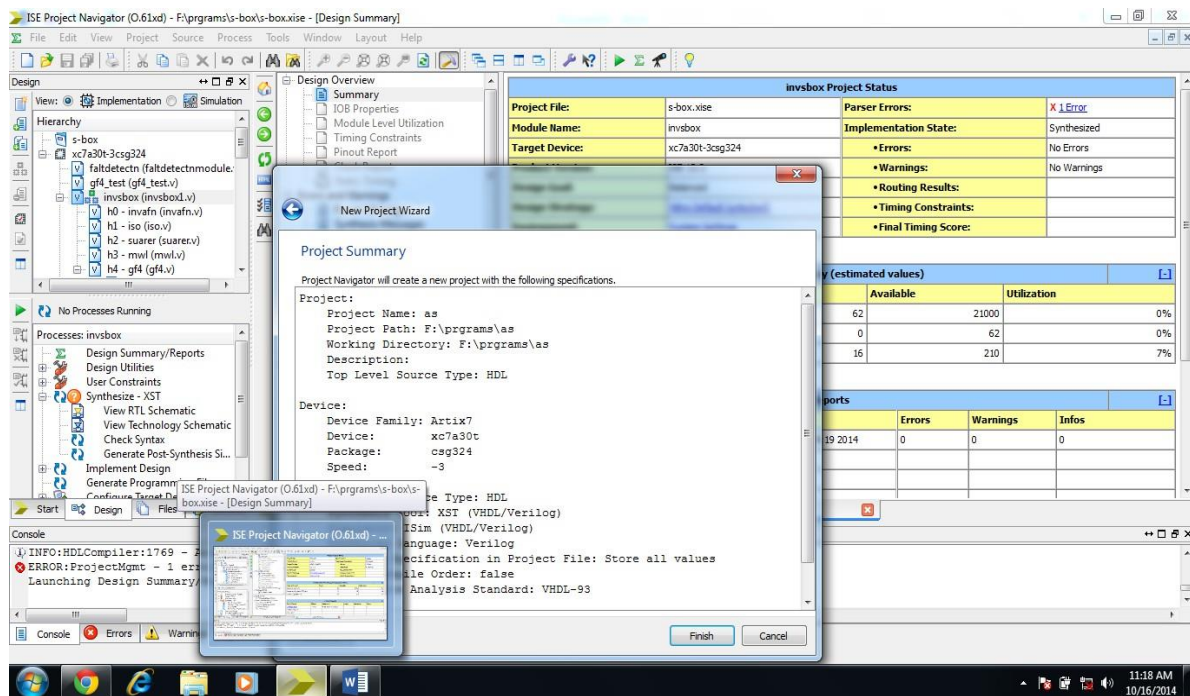 ISE Project Navigator (O.61xd) - F:\prgrams\s-box\s-box.xise - [Design Summary]
File Edit View Project Source Process Tools Window Layout Help
Design
View: Implementation Simulation
Hierarchy
s-box
xc7a30t-3csg324
faltdetectn (faltdetectnmodule.
gf4_test (gf4_test.v)
invsbox (invsbox1.v)
h0 - invafn (invafn.v)
h1 - iso (iso.v)
h2 - suarer (suarer.v)
h3 - mwl (mwl.v)
h4 - gf4 (gf4.v)
No Processes Running
Processes: invsbox
Design Summary/Reports
Design Utilities
User Constraints
Synthesize - XST
View RTL Schematic
View Technology Schematic
Check Syntax
Generate Post-Synthesis Si...
Implement Design
Generate Programm
Configure Target De
Start Design Files
Design Overview
Summary
IOB Properties
Module Level Utilization
Timing Constraints
Pinout Report
invsbox Project Status
Project File: s-box.xise Parser Errors: X 1 Error
Module Name: invsbox Implementation State: Synthesized
Target Device: xc7a30t-3csg324 •Errors: No Errors
•Warnings: No Warnings
•Routing Results:
•Timing Constraints:
•Final Timing Score:
y (estimated values) [-]
Available Utilization
62 21000 0%
0 62 0%
16 210 7%
ports [-]
Errors Warnings Infos
19 2014 0 0 0
New Project Wizard
Project Summary
Project Navigator will create a new project with the following specifications.
Project:
Project Name: as
Project Path: F:\prgrams\as
Working Directory: F:\prgrams\as
Description:
Top Level Source Type: HDL
Device:
Device Family: Artix7
Device: xc7a30t
Package: csg324
Speed: -3
ce Type: HDL
: XST (VHDL/Verilog)
ISim (VHDL/Verilog)
anguage: Verilog
ecification in Project File: Store all values
ile Order: false
Analysis Standard: VHDL-93
Finish Cancel
ISE Project Navigator (O.61xd) - F:\prgrams\s-box\s-
box.xise - [Design Summary]
ISE Project Navigator (O.61xd) - ...
Console
INFO:HDLCompiler:1769 -
ERROR:ProjectMgmt - 1 er
Launching Design Summary/
Console Errors Warnin
11:18 AM
10/16/2014